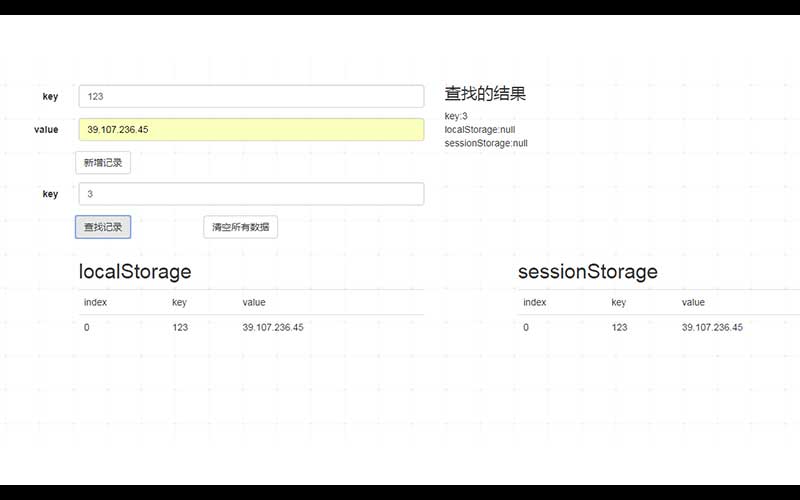 key 123
查找的结果
key:3
value 39.107.236.45
localStorage:null
sessionStorage:null
新增记录
key 3
查找记录 清空所有数据
localStorage
index key value
0 123 39.107.236.45
sessionStorage
index key value
0 123 39.107.236.45